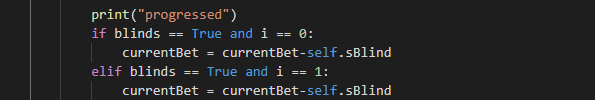 print("progressed")
if blinds == True and i == 0:
    currentBet = currentBet-self.sBlind
elif blinds == True and i == 1:
    currentBet = currentBet-self.sBlind